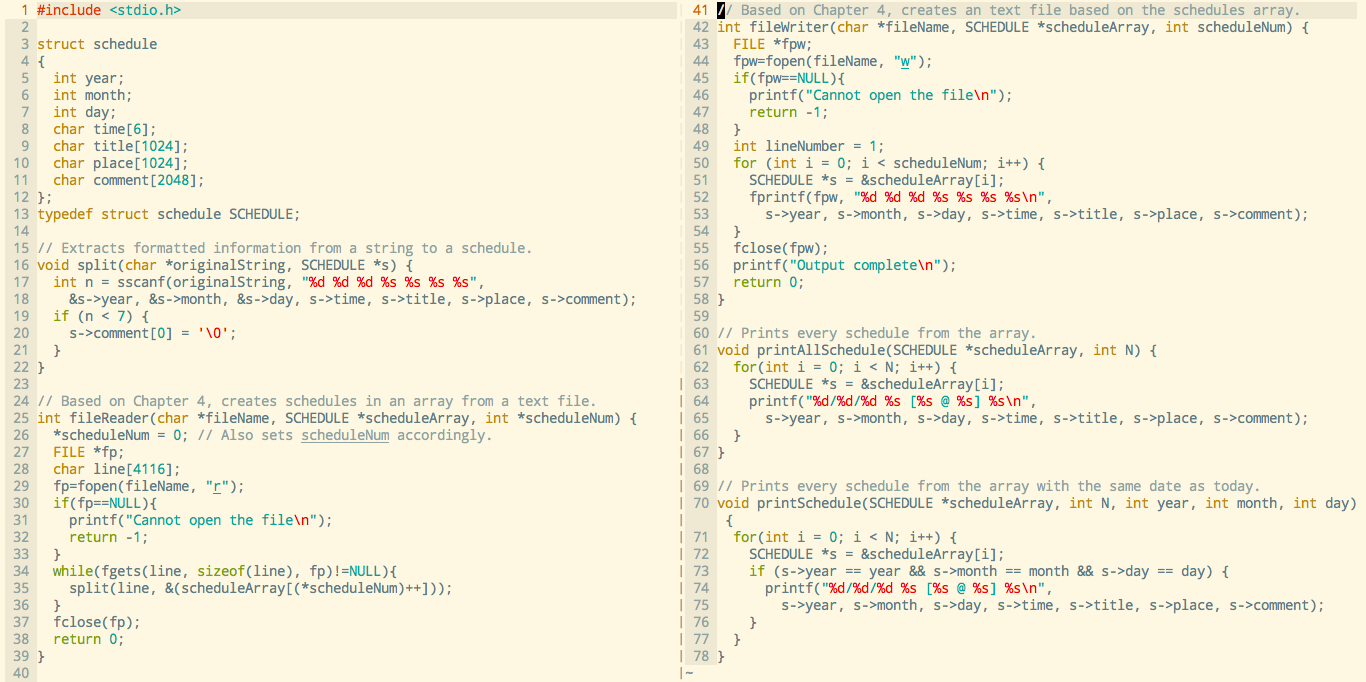 1 #include <stdio.h>
2
3 struct schedule
4 {
5   int year;
6   int month;
7   int day;
8   char time[6];
9   char title[1024];
10   char place[1024];
11   char comment[2048];
12 };
13 typedef struct schedule SCHEDULE;
14
15 // Extracts formatted information from a string to a schedule.
16 void split(char *originalString, SCHEDULE *s) {
17   int n = sscanf(originalString, "%d %d %d %s %s %s %s",
18     &s->year, &s->month, &s->day, s->time, s->title, s->place, s->comment);
19   if (n < 7) {
20     s->comment[0] = '\0';
21   }
22 }
23
24 // Based on Chapter 4, creates schedules in an array from a text file.
25 int fileReader(char *fileName, SCHEDULE *scheduleArray, int *scheduleNum) {
26   *scheduleNum = 0; // Also sets scheduleNum accordingly.
27   FILE *fp;
28   char line[4116];
29   fp=fopen(fileName, "r");
30   if(fp==NULL){
31     printf("Cannot open the file\n");
32     return -1;
33   }
34   while(fgets(line, sizeof(line), fp)!=NULL){
35     split(line, &(scheduleArray[(*scheduleNum)++]));
36   }
37   fclose(fp);
38   return 0;
39 }
40
41 // Based on Chapter 4, creates an text file based on the schedules array.
42 int fileWriter(char *fileName, SCHEDULE *scheduleArray, int scheduleNum) {
43   FILE *fpw;
44   fpw=fopen(fileName, "w");
45   if(fpw==NULL){
46     printf("Cannot open the file\n");
47     return -1;
48   }
49   int lineNumber = 1;
50   for (int i = 0; i < scheduleNum; i++) {
51     SCHEDULE *s = &scheduleArray[i];
52     fprintf(fpw, "%d %d %d %s %s %s %s\n",
53       s->year, s->month, s->day, s->time, s->title, s->place, s->comment);
54   }
55   fclose(fpw);
56   printf("Output complete\n");
57   return 0;
58 }
59
60 // Prints every schedule from the array.
61 void printAllSchedule(SCHEDULE *scheduleArray, int N) {
62   for(int i = 0; i < N; i++) {
63     SCHEDULE *s = &scheduleArray[i];
64     printf("%d/%d/%d %s [%s @ %s] %s\n",
65       s->year, s->month, s->day, s->time, s->title, s->place, s->comment);
66   }
67 }
68
69 // Prints every schedule from the array with the same date as today.
70 void printSchedule(SCHEDULE *scheduleArray, int N, int year, int month, int day)
 {
71   for(int i = 0; i < N; i++) {
72     SCHEDULE *s = &scheduleArray[i];
73     if (s->year == year && s->month == month && s->day == day) {
74       printf("%d/%d/%d %s [%s @ %s] %s\n",
75         s->year, s->month, s->day, s->time, s->title, s->place, s->comment);
76     }
77   }
78 }
~